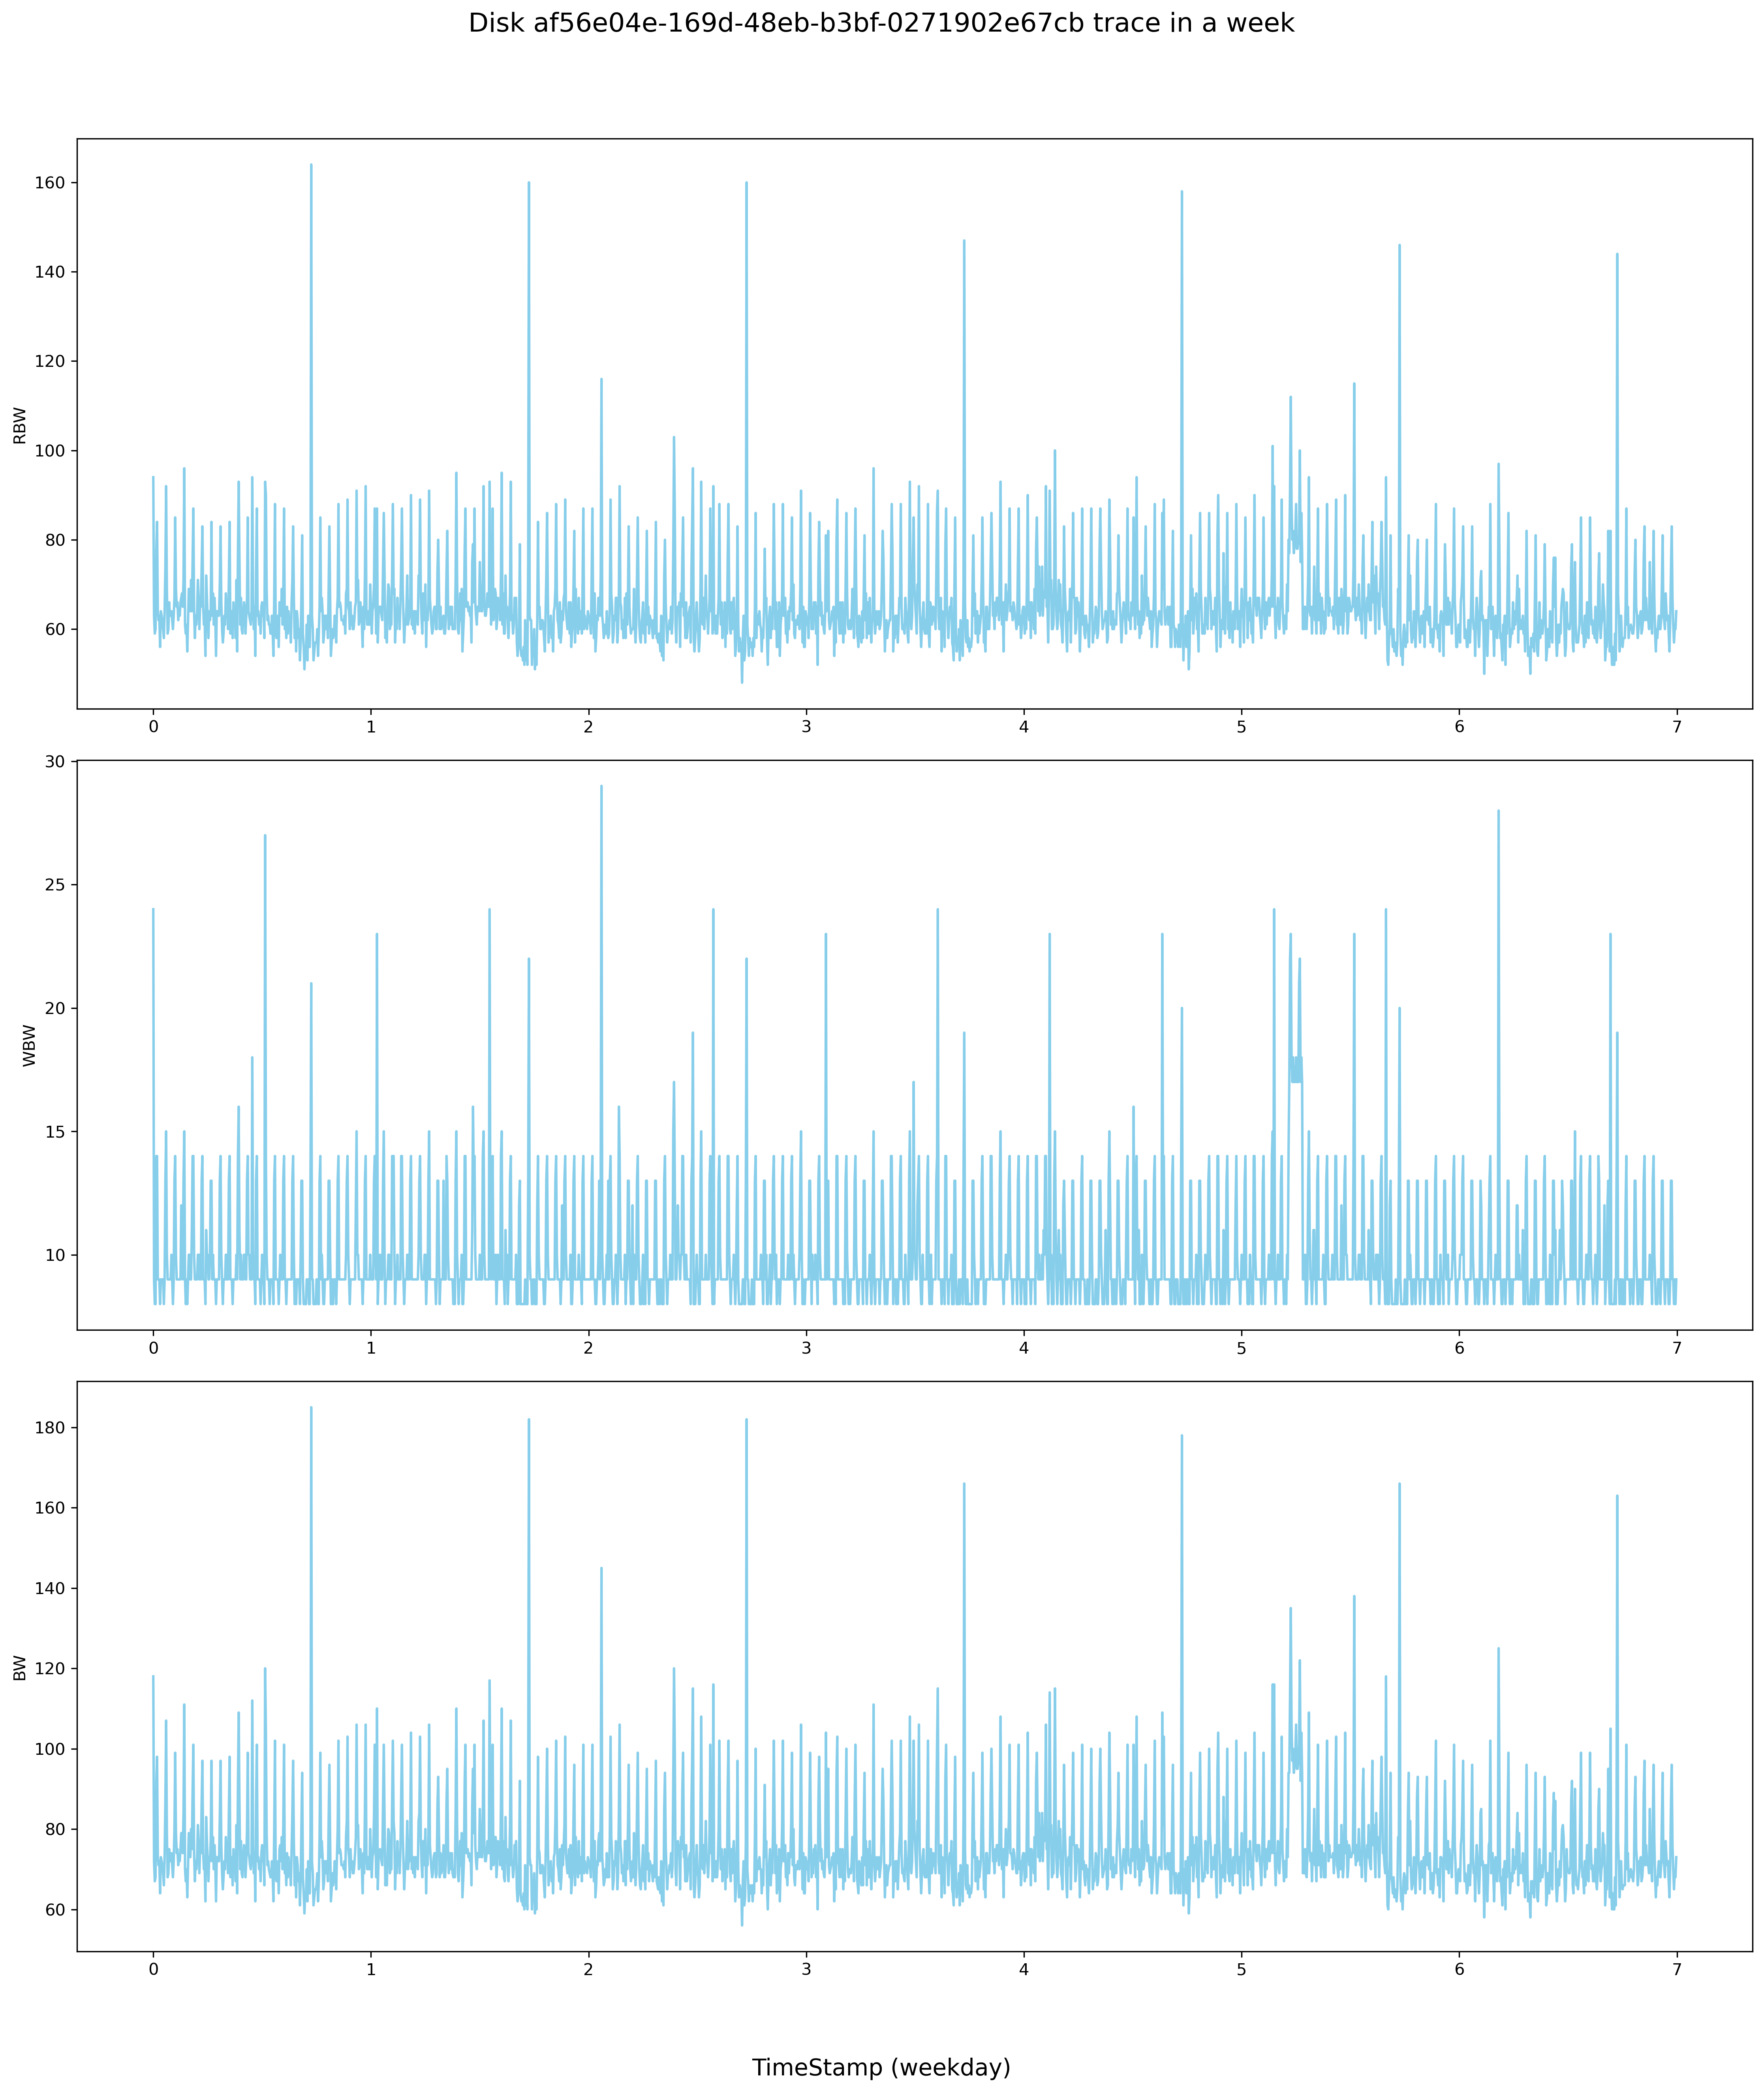 Disk af56e04e-169d-48eb-b3bf-0271902e67cb trace in a week
160
140
120
100
80
60
RBW
0 1 2 3 4 5 6 7
30
25
20
15
10
WBW
0 1 2 3 4 5 6 7
180
160
140
120
100
80
60
BW
0 1 2 3 4 5 6 7
TimeStamp (weekday)